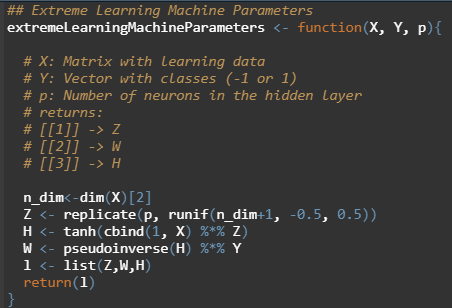 ## Extreme Learning Machine Parameters
extremeLearningMachineParameters <- function(X, Y, p){
# X: Matrix with learning data
# Y: Vector with classes (-1 or 1)
# p: Number of neurons in the hidden layer
# returns:
# [[1]] -> Z
# [[2]] -> W
# [[3]] -> H
n_dim<-dim(X)[2]
Z <- replicate(p, runif(n_dim+1, -0.5, 0.5))
H <- tanh(cbind(1, X) %*% Z)
W <- pseudoinverse(H) %*% Y
l <- list(Z,W,H)
return(l)
}